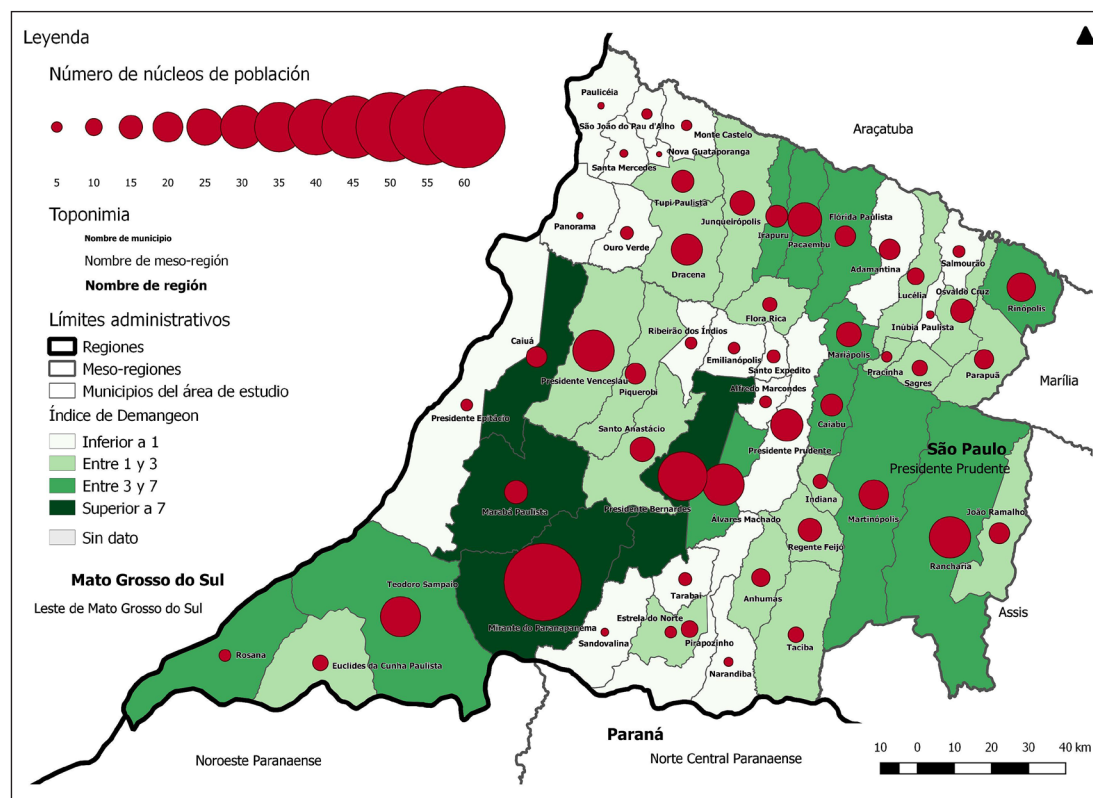 Leyenda
Número de núcleos de población
5 10 15 20 25 30 35 40 45 50 55 60
Toponimia
Nombre de municipio
Nombre de meso-región
Nombre de región
Límites administrativos
Regiones
Meso-regiones
Municipios del área de estudio
Índice de Demangeon
Inferior a 1
Entre 1 y 3
Entre 3 y 7
Superior a 7
Sin dato
Paulicéia
São João do Pau d'Alho
Monte Castelo
Araçatuba
Nova Guataporanga
Santa Mercedes
Tupi Paulista
Junqueirópolis
Irapuru
Pacaembu
Flórida Paulista
Panorama
Ouro Verde
Dracena
Adamantina
Salmourão
Lucélia
Osvaldo Cruz
Rinópolis
Flora Rica
Inúbia Paulista
Ribeirão dos Índios
Mariápolis
Caiuá
Emilianópolis
Santo Expedito
Pracinha
Sagres
Parapuã
Marília
Presidente Venceslau
Piquerobi
Alfredo Marcondes
Presidente Epitácio
Santo Anastácio
Caiabu
Presidente Prudente
São Paulo
Presidente Prudente
Indiana
Marabá Paulista
Presidente Bernardes
Alvares Machado
Martinópolis
João Ramalho
Regente Feijó
Rancharia
Mato Grosso do Sul
Teodoro Sampaio
Leste de Mato Grosso do Sul
Tarabai
Anhumas
Assis
Mirante do Paranapanema
Estrela do Norte
Sandovalina
Pirapozinho
Taciba
Rosana
Euclides da Cunha Paulista
Narandiba
Paraná
Noroeste Paranaense
Norte Central Paranaense
10 0 10 20 30 40 km